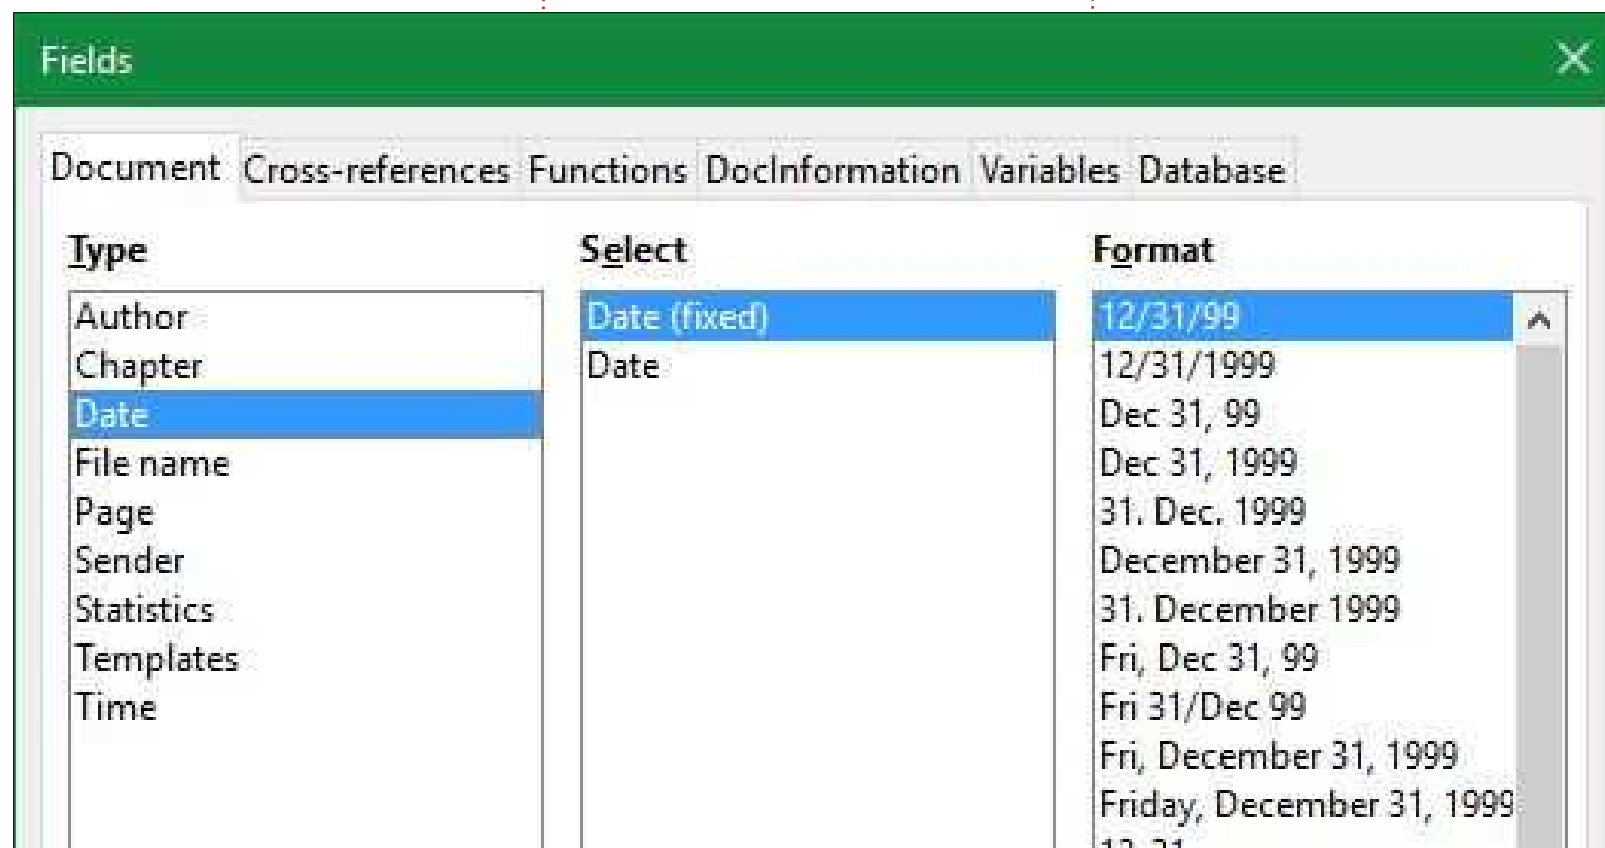 Fields
Document Cross-references Functions DocInformation Variables Database
Type
Author
Chapter
Date
File name
Page
Sender
Statistics
Templates
Time
Select
Date (fixed)
Date
Format
12/31/99
12/31/1999
Dec 31, 99
Dec 31, 1999
31. Dec. 1999
December 31, 1999
31. December 1999
Fri, Dec 31, 99
Fri 31/Dec 99
Fri, December 31, 1999
Friday, December 31, 1999